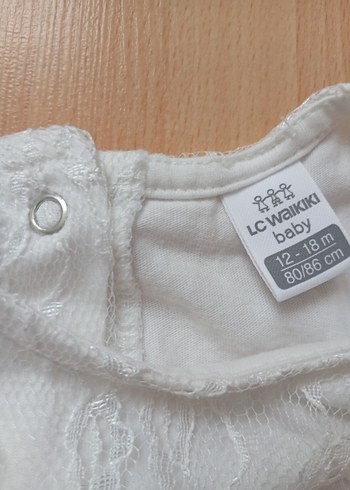 LC WAIKIKI
baby
12 - 18 m
80/86 cm